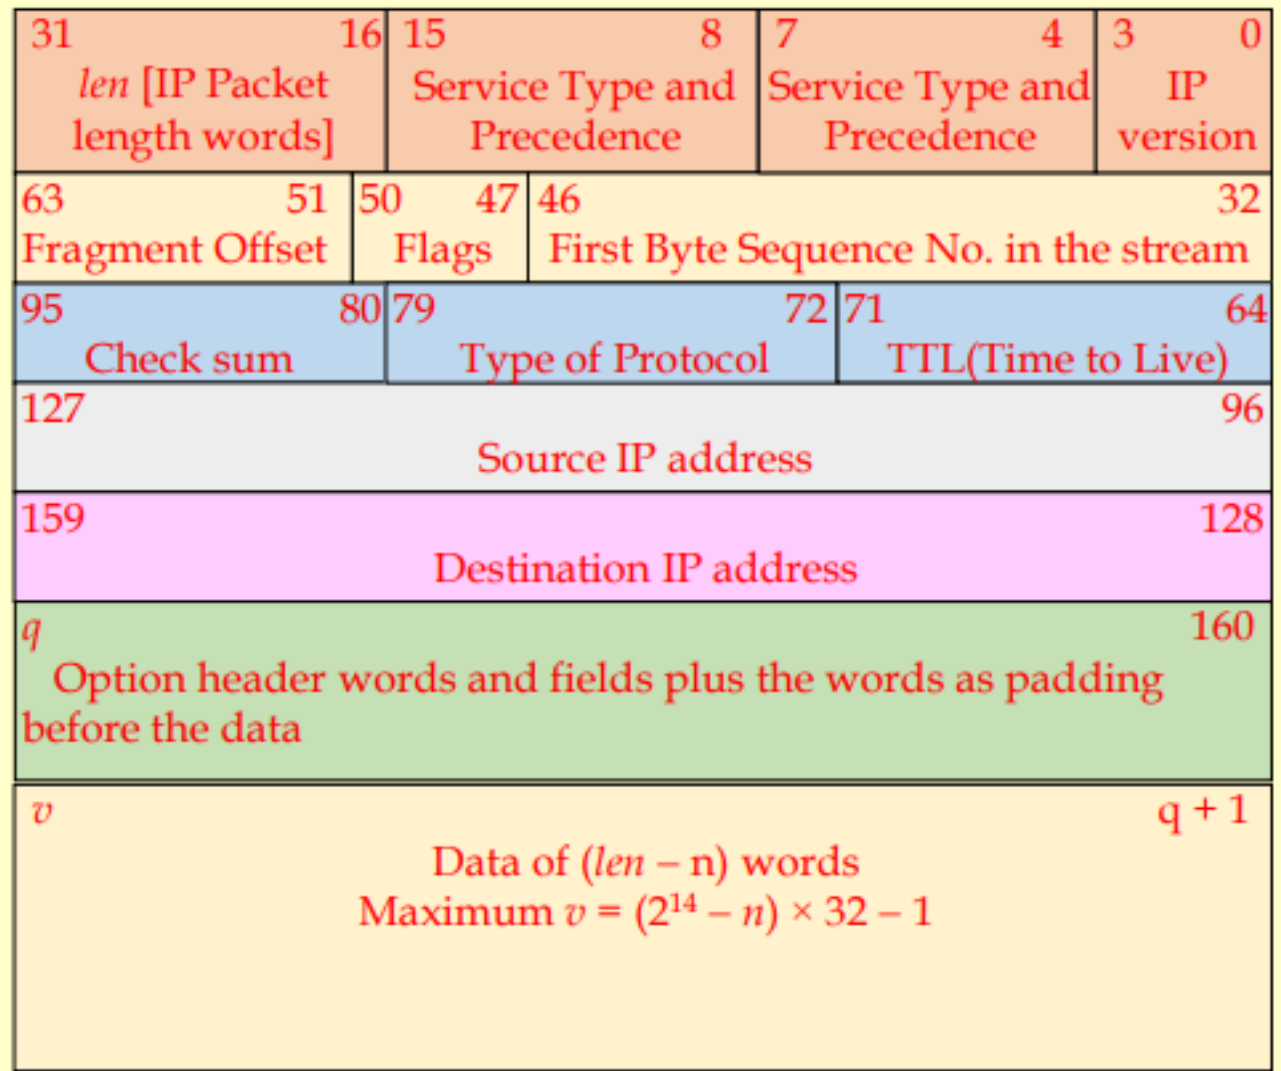 31 16 15 8 7 4 3 0
len [IP Packet Service Type and Service Type and IP
length words] Precedence Precedence version
63 51 50 47 46 32
Fragment Offset Flags First Byte Sequence No. in the stream
95 80 79 72 71 64
Check sum Type of Protocol TTL(Time to Live)
127 96
Source IP address
159 128
Destination IP address
q 160
Option header words and fields plus the words as padding
before the data
v q + 1
Data of (len – n) words
Maximum v = (2¹⁴ – n) × 32 – 1